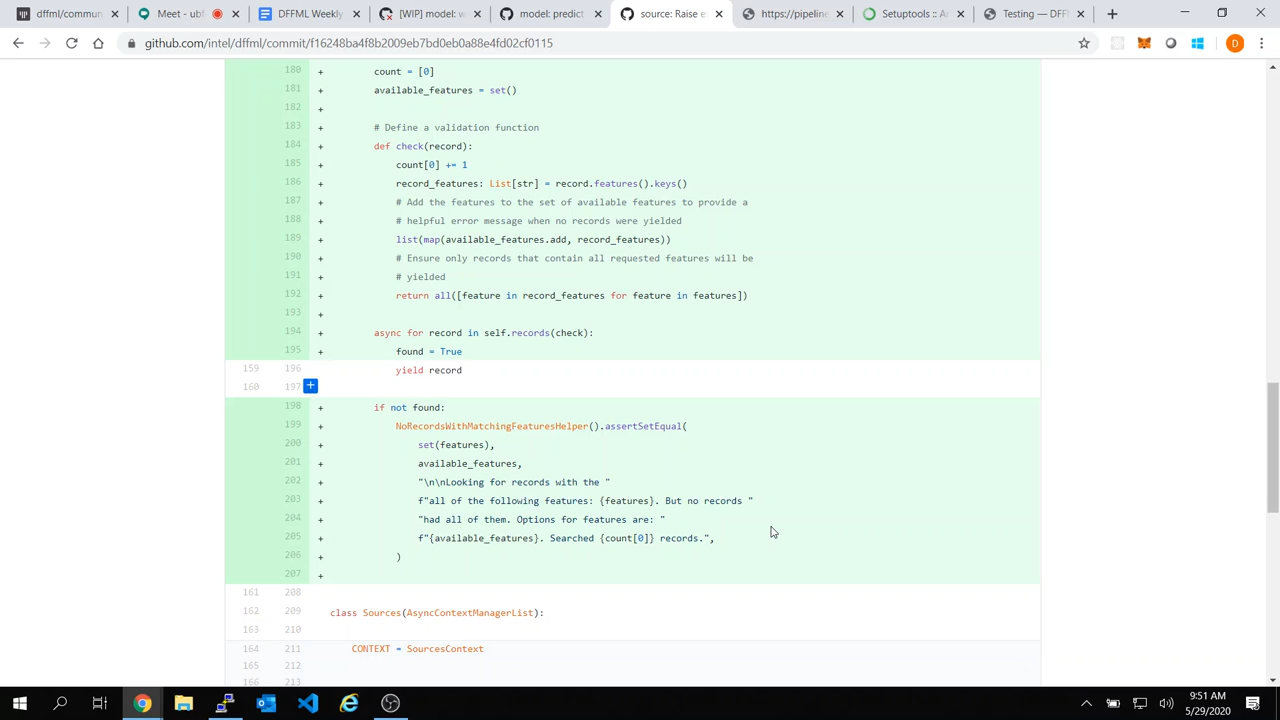 dffml/commun
Meet - ubf
DFFML Weekly
[WIP] model: w
model: predict
source: Raise e
https://pipeline
Setuptools :: A
Testing — DFF
github.com/intel/dffml/commit/f16248ba4f8b2009eb7bd0eb0a88e4fd02cf0115
D
180 + count = [0]
181 + available_features = set()
182 +
183 + # Define a validation function
184 + def check(record):
185 + count[0] += 1
186 + record_features: List[str] = record.features().keys()
187 + # Add the features to the set of available features to provide a
188 + # helpful error message when no records were yielded
189 + list(map(available_features.add, record_features))
190 + # Ensure only records that contain all requested features will be
191 + # yielded
192 + return all([feature in record_features for feature in features])
193 +
194 + async for record in self.records(check):
195 + found = True
159 196 yield record
160 197 +
198 + if not found:
199 + NoRecordsWithMatchingFeaturesHelper().assertSetEqual(
200 + set(features),
201 + available_features,
202 + "\n\nLooking for records with the "
203 + f"all of the following features: {features}. But no records "
204 + "had all of them. Options for features are: "
205 + f"{available_features}. Searched {count[0]} records.",
206 + )
207 +
161 208
162 209 class Sources(AsyncContextManagerList):
163 210
164 211 CONTEXT = SourcesContext
165 212
166 213
9:51 AM
5/29/2020